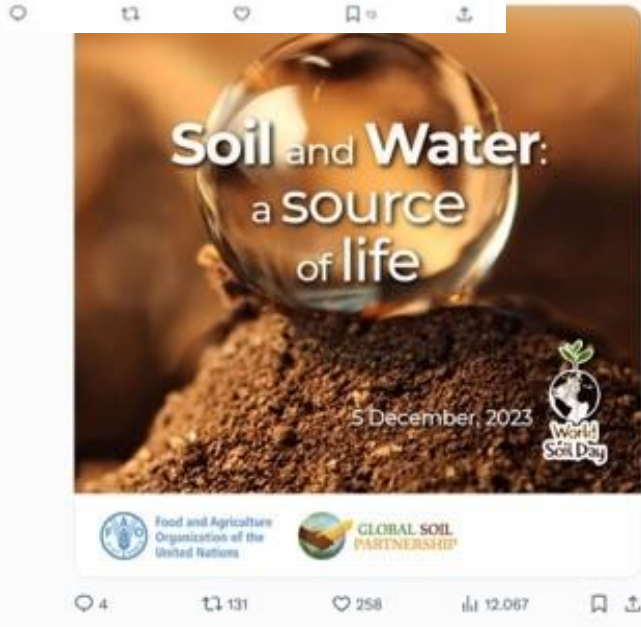 Soil and Water:
a source
of life
5 December, 2023
World
Soil Day
FAO
Food and Agriculture
Organization of the
United Nations
GLOBAL SOIL
PARTNERSHIP
4 131 258 12.067